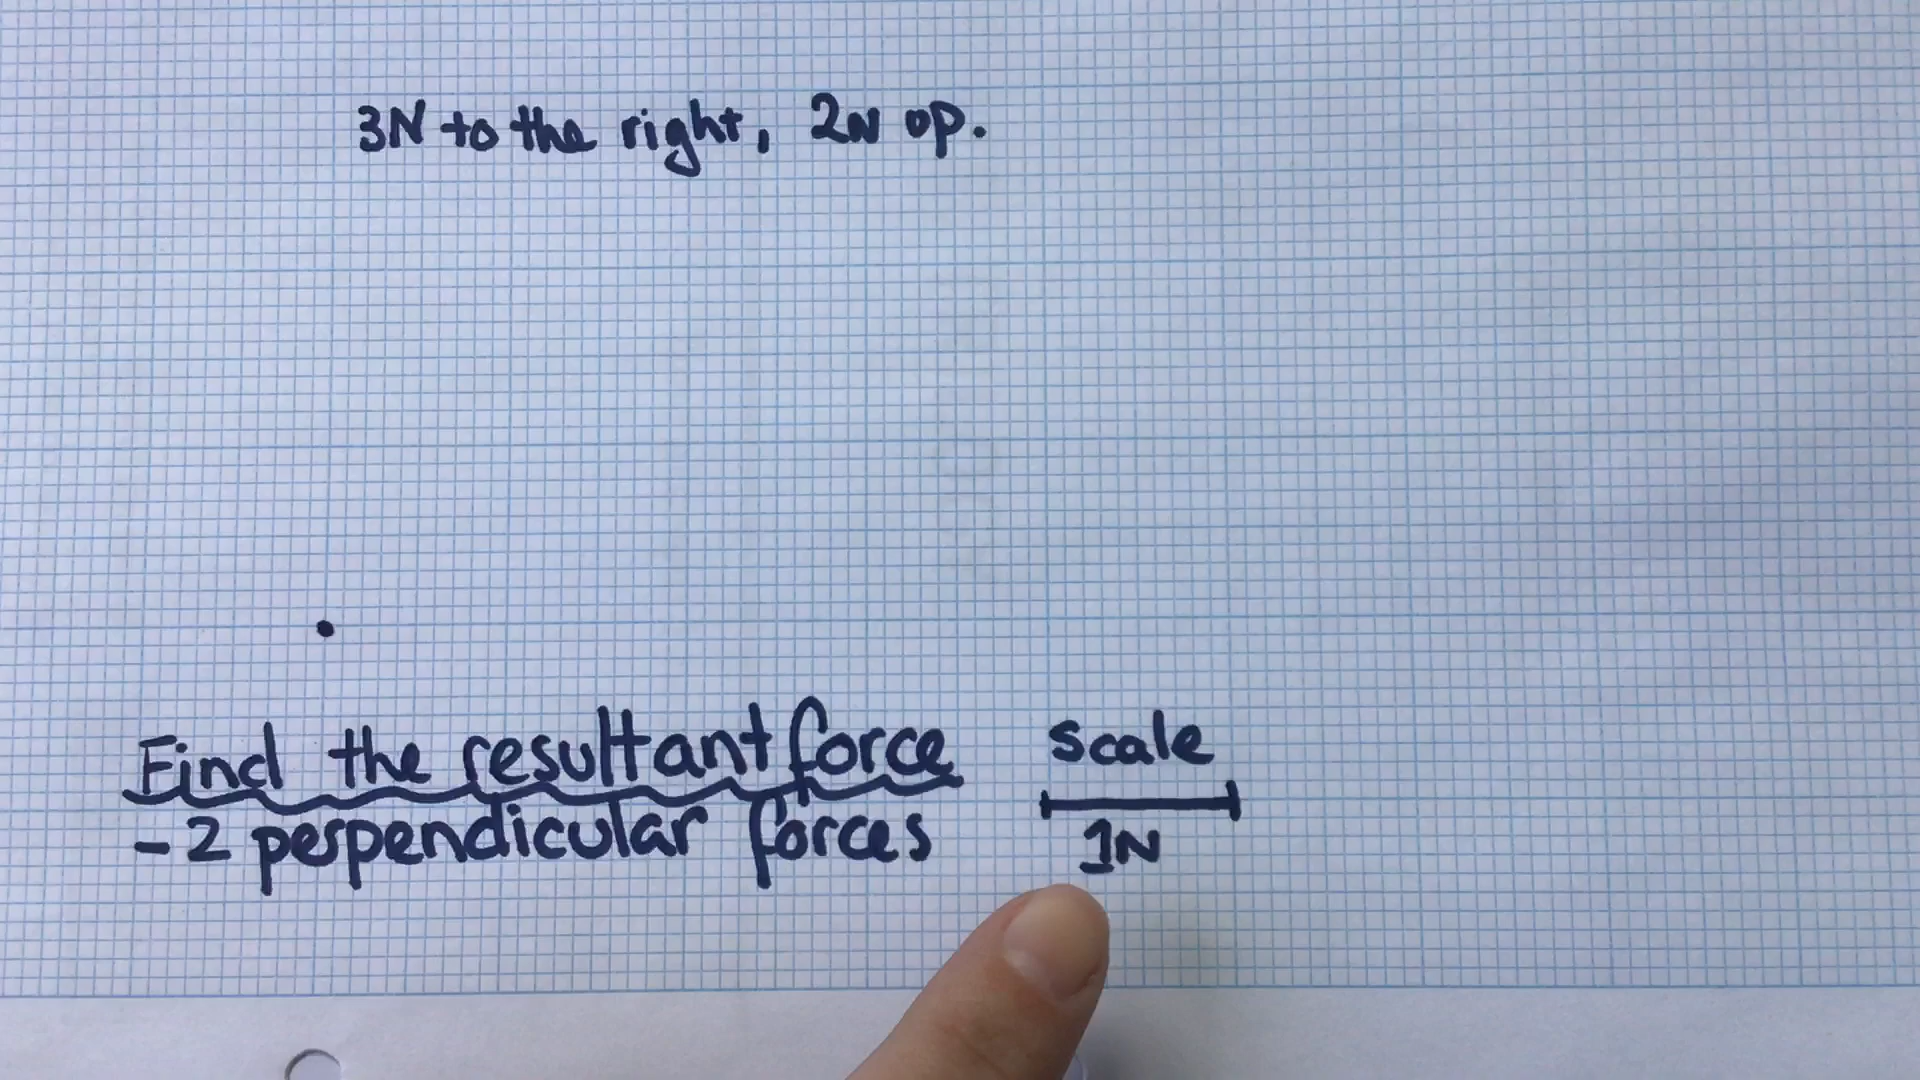 3N to the right, 2N up.
Find the resultant force
- 2 perpendicular forces
Scale
1N